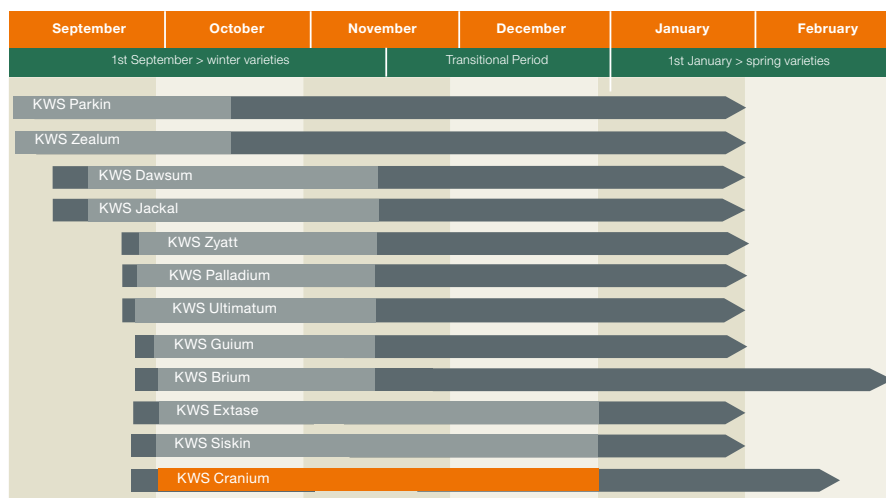 September October November December January February
1st September > winter varieties Transitional Period 1st January > spring varieties
KWS Parkin
KWS Zealum
KWS Dawsum
KWS Jackal
KWS Zyatt
KWS Palladium
KWS Ultimatum
KWS Guium
KWS Brium
KWS Extase
KWS Siskin
KWS Cranium